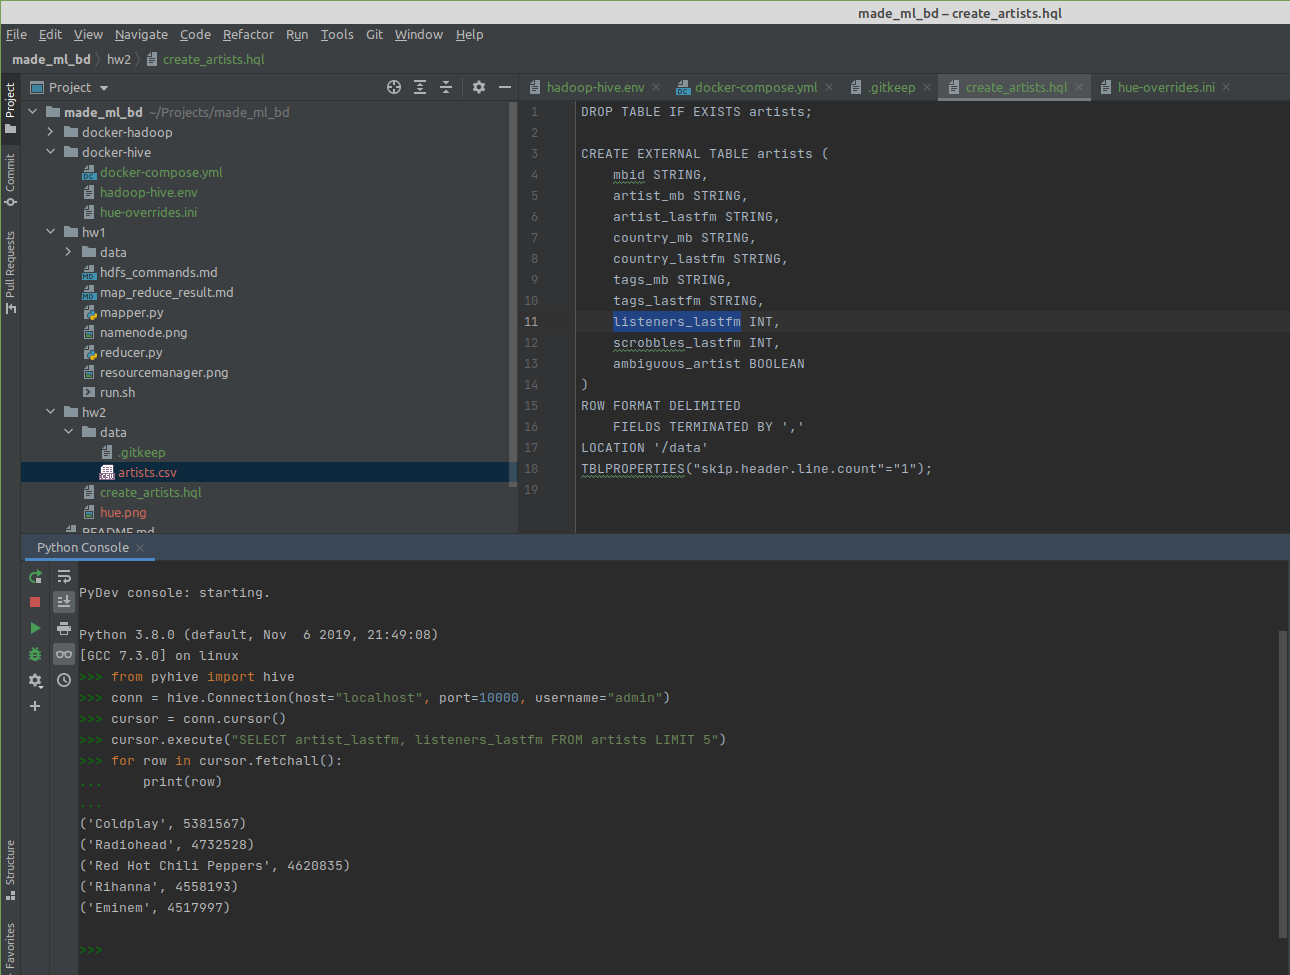 made_ml_bd – create_artists.hql
File Edit View Navigate Code Refactor Run Tools Git Window Help
made_ml_bd hw2 create_artists.hql
Project
Commit
Pull Requests
Structure
Favorites
Project
made_ml_bd ~/Projects/made_ml_bd
docker-hadoop
docker-hive
docker-compose.yml
hadoop-hive.env
hue-overrides.ini
hw1
data
hdfs_commands.md
map_reduce_result.md
mapper.py
namenode.png
reducer.py
resourcemanager.png
run.sh
hw2
data
.gitkeep
artists.csv
create_artists.hql
hue.png
README.md
hadoop-hive.env docker-compose.yml .gitkeep create_artists.hql hue-overrides.ini
1 DROP TABLE IF EXISTS artists;
2
3 CREATE EXTERNAL TABLE artists (
4 mbid STRING,
5 artist_mb STRING,
6 artist_lastfm STRING,
7 country_mb STRING,
8 country_lastfm STRING,
9 tags_mb STRING,
10 tags_lastfm STRING,
11 listeners_lastfm INT,
12 scrobbles_lastfm INT,
13 ambiguous_artist BOOLEAN
14 )
15 ROW FORMAT DELIMITED
16 FIELDS TERMINATED BY ','
17 LOCATION '/data'
18 TBLPROPERTIES("skip.header.line.count"="1");
19
Python Console
PyDev console: starting.
Python 3.8.0 (default, Nov  6 2019, 21:49:08)
[GCC 7.3.0] on linux
>>> from pyhive import hive
>>> conn = hive.Connection(host="localhost", port=10000, username="admin")
>>> cursor = conn.cursor()
>>> cursor.execute("SELECT artist_lastfm, listeners_lastfm FROM artists LIMIT 5")
>>> for row in cursor.fetchall():
...     print(row)
...
('Coldplay', 5381567)
('Radiohead', 4732528)
('Red Hot Chili Peppers', 4620835)
('Rihanna', 4558193)
('Eminem', 4517997)
>>>